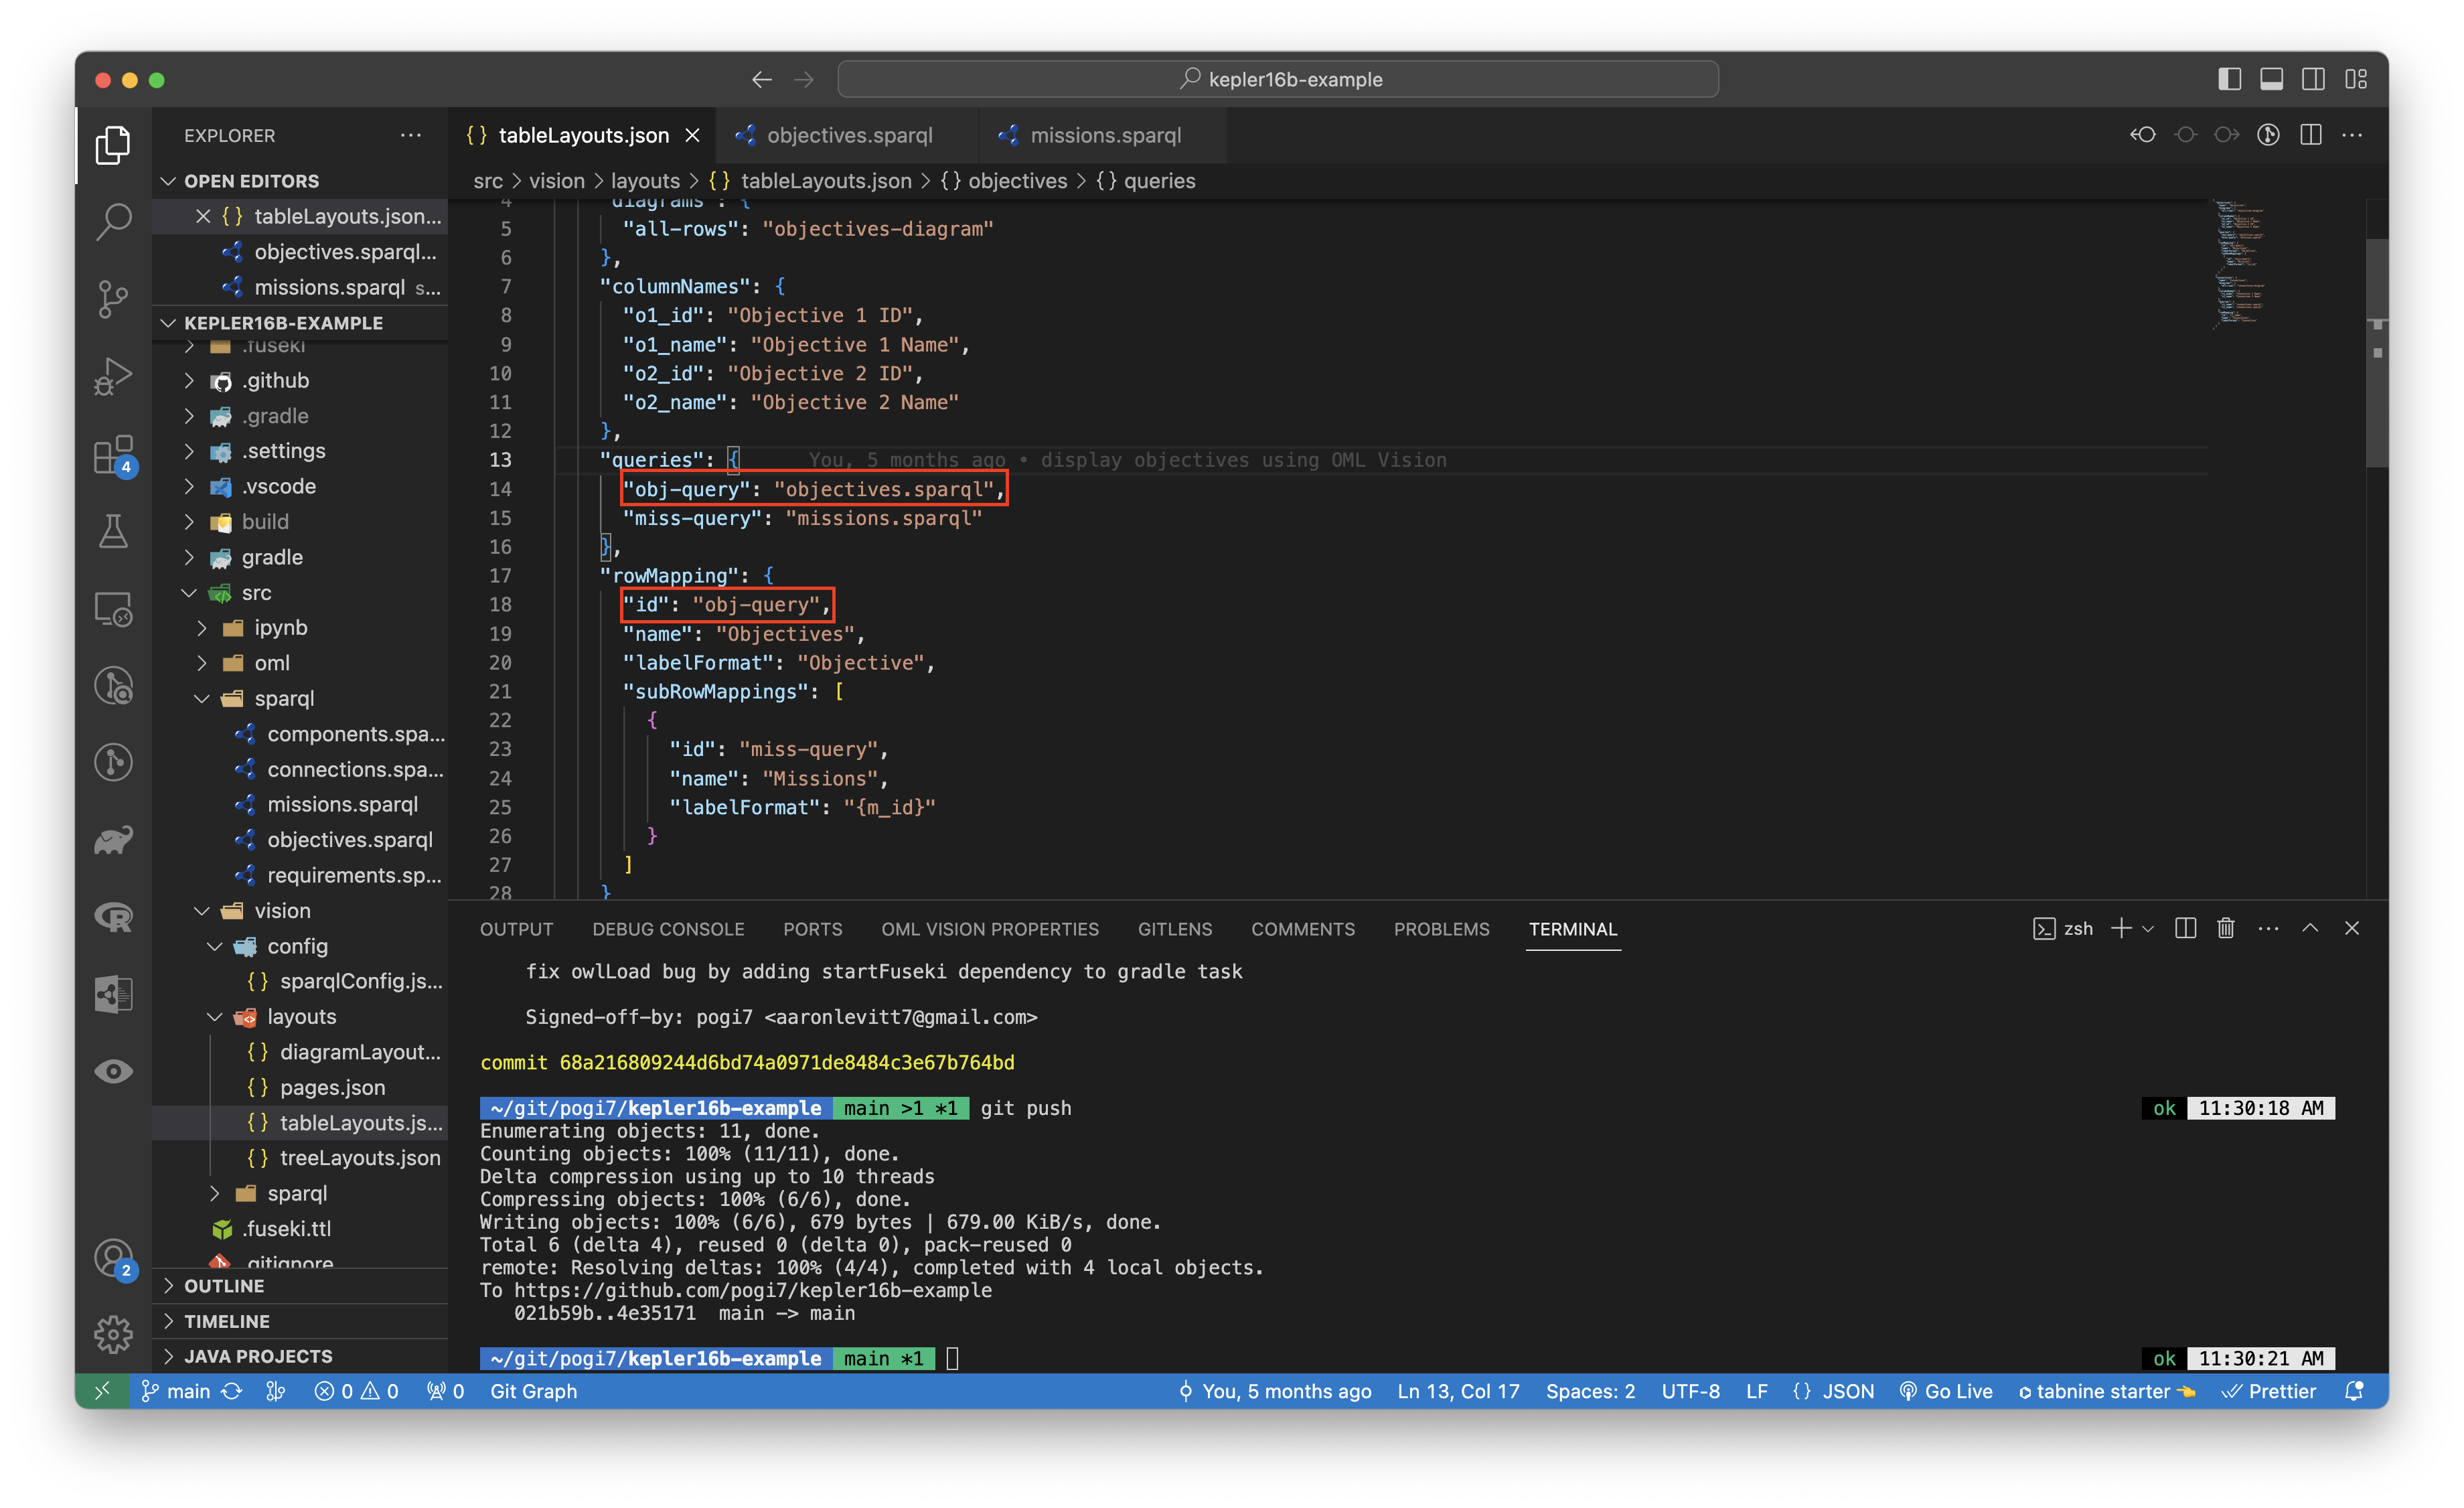 kepler16b-example
EXPLORER
OPEN EDITORS
tableLayouts.json...
objectives.sparql...
missions.sparql s...
KEPLER16B-EXAMPLE
.fuseki
.github
.gradle
.settings
.vscode
build
gradle
src
ipynb
oml
sparql
components.spa...
connections.spa...
missions.sparql
objectives.sparql
requirements.sp...
vision
config
{} sparqlConfig.js...
layouts
{} diagramLayout...
{} pages.json
{} tableLayouts.js...
{} treeLayouts.json
sparql
.fuseki.ttl
.gitignore
OUTLINE
TIMELINE
JAVA PROJECTS
4
2
{} tableLayouts.json
objectives.sparql
missions.sparql
src > vision > layouts > {} tableLayouts.json > {} objectives > {} queries
4 "diagrams": {
5 "all-rows": "objectives-diagram"
6 },
7 "columnNames": {
8 "o1_id": "Objective 1 ID",
9 "o1_name": "Objective 1 Name",
10 "o2_id": "Objective 2 ID",
11 "o2_name": "Objective 2 Name"
12 },
13 "queries": { You, 5 months ago • display objectives using OML Vision
14 "obj-query": "objectives.sparql",
15 "miss-query": "missions.sparql"
16 },
17 "rowMapping": {
18 "id": "obj-query",
19 "name": "Objectives",
20 "labelFormat": "Objective",
21 "subRowMappings": [
22 {
23 "id": "miss-query",
24 "name": "Missions",
25 "labelFormat": "{m_id}"
26 }
27 ]
28 }
OUTPUT DEBUG CONSOLE PORTS OML VISION PROPERTIES GITLENS COMMENTS PROBLEMS TERMINAL
zsh
fix owlLoad bug by adding startFuseki dependency to gradle task
Signed-off-by: pogi7 <aaronlevitt7@gmail.com>
commit 68a216809244d6bd74a0971de8484c3e67b764bd
~/git/pogi7/kepler16b-example main >1 *1 git push ok 11:30:18 AM
Enumerating objects: 11, done.
Counting objects: 100% (11/11), done.
Delta compression using up to 10 threads
Compressing objects: 100% (6/6), done.
Writing objects: 100% (6/6), 679 bytes | 679.00 KiB/s, done.
Total 6 (delta 4), reused 0 (delta 0), pack-reused 0
remote: Resolving deltas: 100% (4/4), completed with 4 local objects.
To https://github.com/pogi7/kepler16b-example
021b59b..4e35171 main -> main
~/git/pogi7/kepler16b-example main *1 ok 11:30:21 AM
main 0 0 0 Git Graph You, 5 months ago Ln 13, Col 17 Spaces: 2 UTF-8 LF {} JSON Go Live tabnine starter Prettier